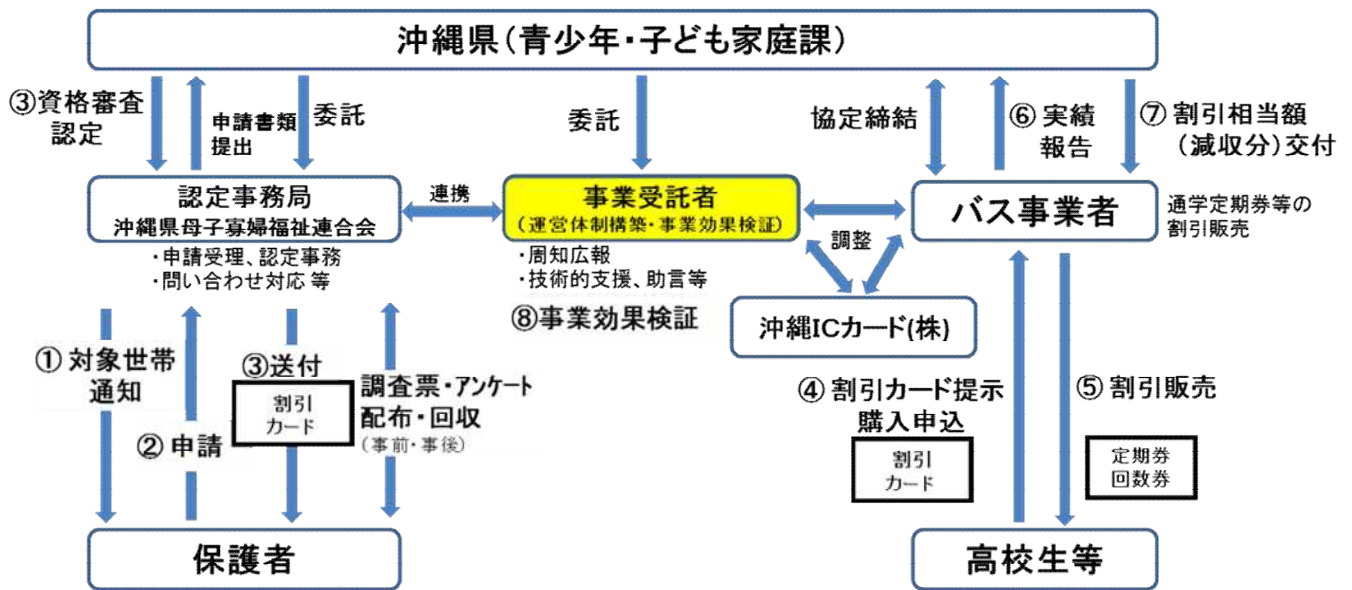 沖縄県（青少年・子ども家庭課）
③資格審査
認定
申請書類
提出
委託
委託
協定締結
⑥ 実績
報告
⑦ 割引相当額
（減収分）交付
認定事務局
沖縄県母子寡婦福祉連合会
・申請受理、認定事務
・問い合わせ対応 等
連携
事業受託者
（運営体制構築・事業効果検証）
・周知広報
・技術的支援、助言等
⑧事業効果検証
調整
バス事業者
通学定期券等の
割引販売
沖縄ICカード(株)
① 対象世帯
通知
② 申請
③送付
割引
カード
調査票・アンケート
配布・回収
（事前・事後）
④ 割引カード提示
購入申込
割引
カード
⑤ 割引販売
定期券
回数券
保護者
高校生等